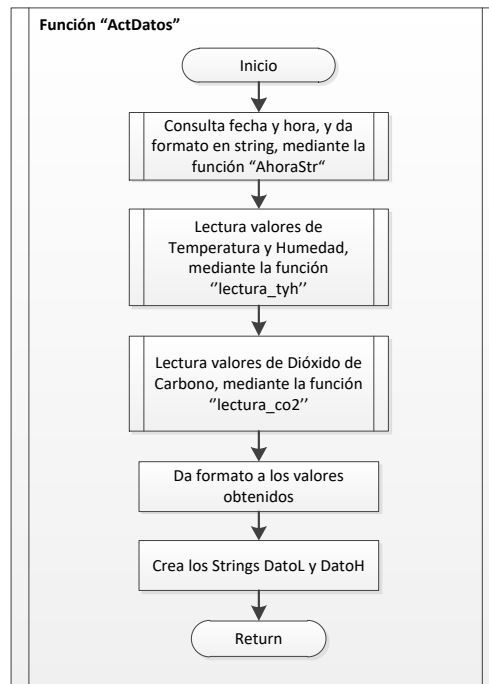 Función “ActDatos”
Inicio
Consulta fecha y hora, y da
formato en string, mediante la
función “AhoraStr“
Lectura valores de
Temperatura y Humedad,
mediante la función
‘’lectura_tyh’’
Lectura valores de Dióxido de
Carbono, mediante la función
‘’lectura_co2’’
Da formato a los valores
obtenidos
Crea los Strings DatoL y DatoH
Return